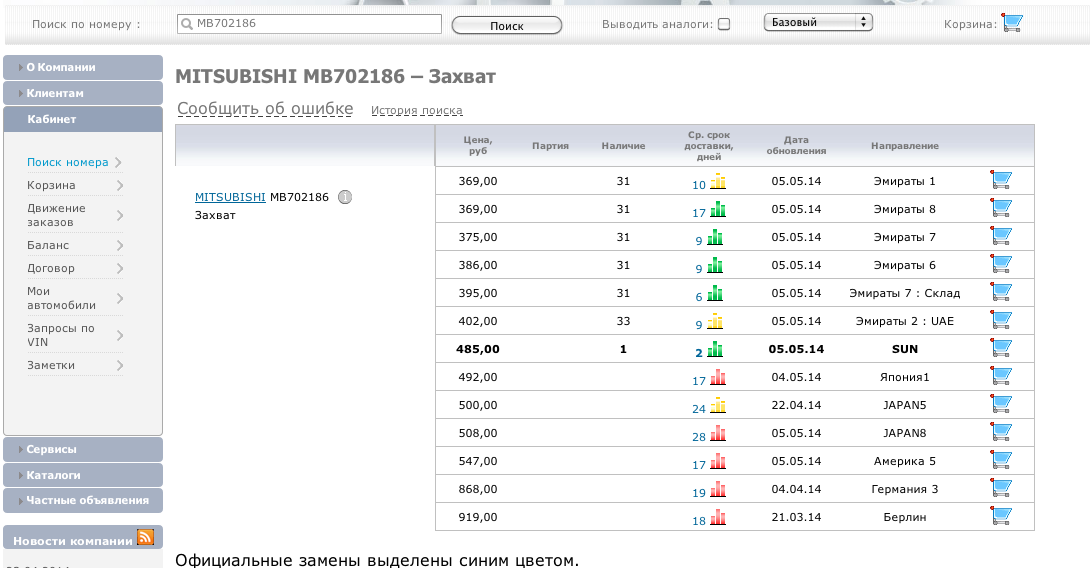 Поиск по номеру : MB702186 Поиск Выводить аналоги: Базовый Корзина:
О Компании
Клиентам
Кабинет
Поиск номера
Корзина
Движение
заказов
Баланс
Договор
Мои
автомобили
Запросы по
VIN
Заметки
Сервисы
Каталоги
Частные объявления
Новости компании
MITSUBISHI MB702186 – Захват
Сообщить об ошибке История поиска
Цена, руб Партия Наличие Ср. срок доставки, дней Дата обновления Направление
MITSUBISHI MB702186
Захват
369,00 31 10 05.05.14 Эмираты 1
369,00 31 17 05.05.14 Эмираты 8
375,00 31 9 05.05.14 Эмираты 7
386,00 31 9 05.05.14 Эмираты 6
395,00 31 6 05.05.14 Эмираты 7 : Склад
402,00 33 9 05.05.14 Эмираты 2 : UAE
485,00 1 2 05.05.14 SUN
492,00 17 04.05.14 Япония1
500,00 24 22.04.14 JAPAN5
508,00 28 05.05.14 JAPAN8
547,00 17 05.05.14 Америка 5
868,00 19 04.04.14 Германия 3
919,00 18 21.03.14 Берлин
Официальные замены выделены синим цветом.